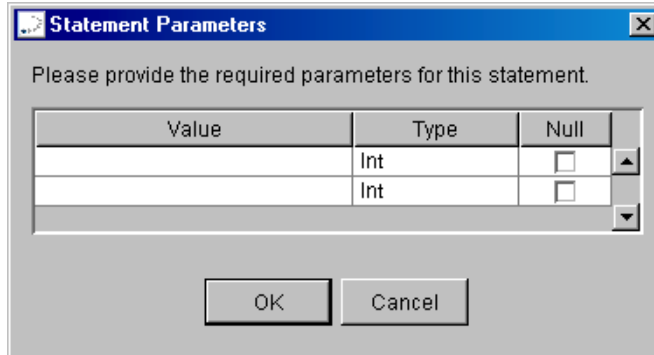 Statement Parameters
Please provide the required parameters for this statement.
Value Type Null
Int
Int
OK Cancel